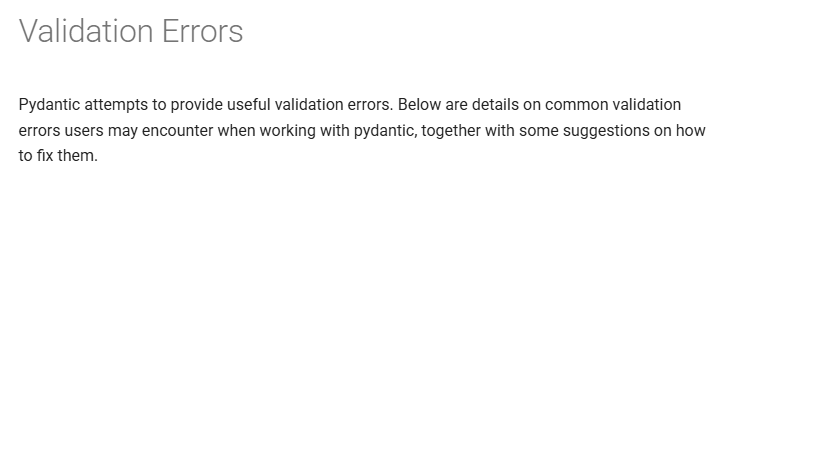 Validation Errors
Pydantic attempts to provide useful validation errors. Below are details on common validation
errors users may encounter when working with pydantic, together with some suggestions on how
to fix them.